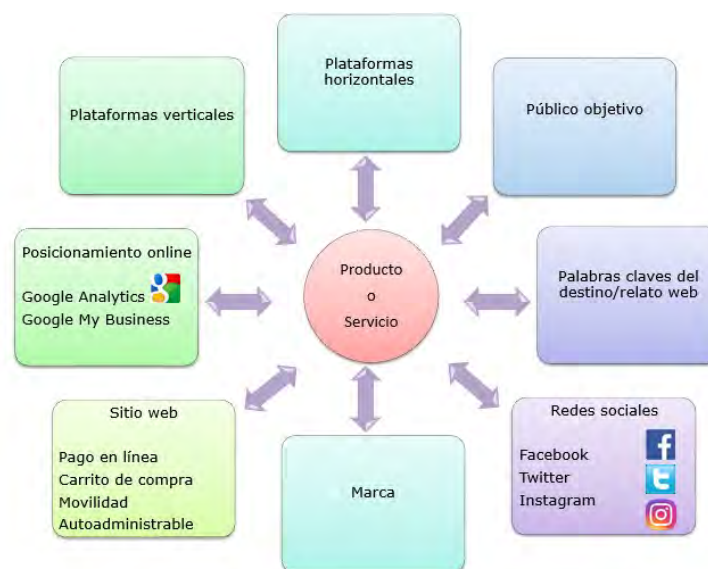 Plataformas
horizontales
Plataformas verticales
Público objetivo
Posicionamiento online
Google Analytics
Google My Business
Producto
o
Servicio
Palabras claves del
destino/relato web
Sitio web
Pago en línea
Carrito de compra
Movilidad
Autoadministrable
Marca
Redes sociales
Facebook
Twitter
Instagram